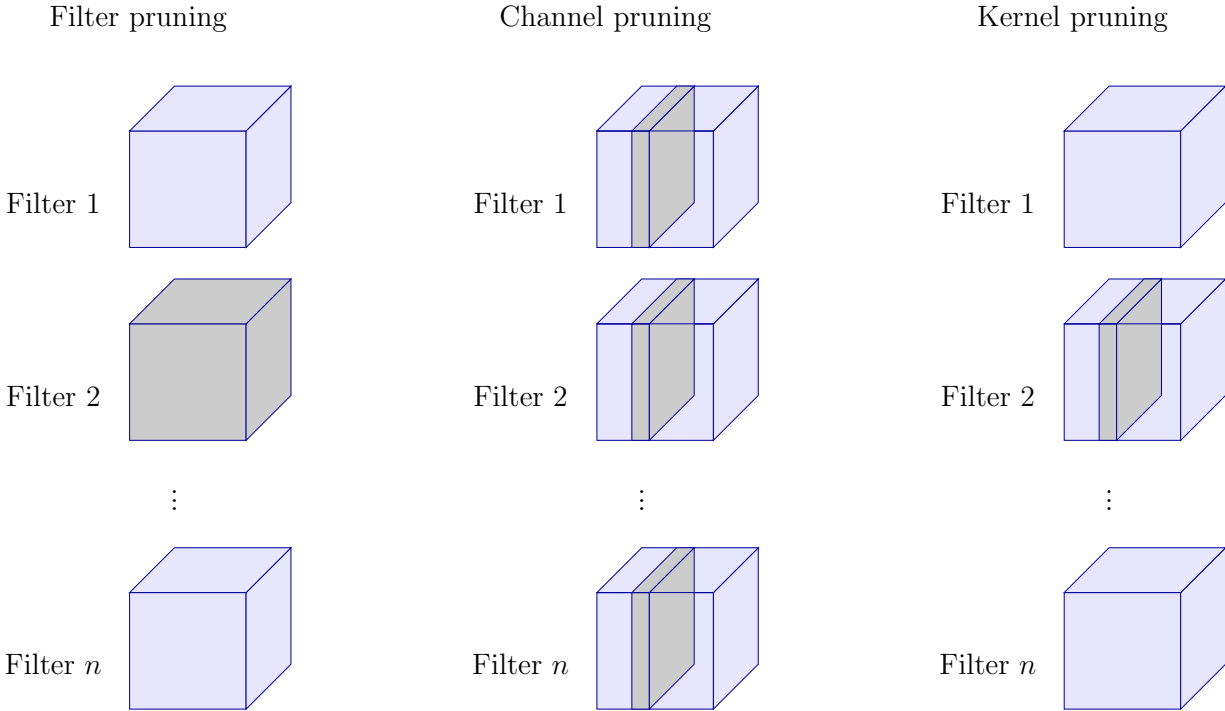 Filter pruning
Channel pruning
Kernel pruning
Filter 1
Filter 1
Filter 1
Filter 2
Filter 2
Filter 2
⋮
⋮
⋮
Filter n
Filter n
Filter n